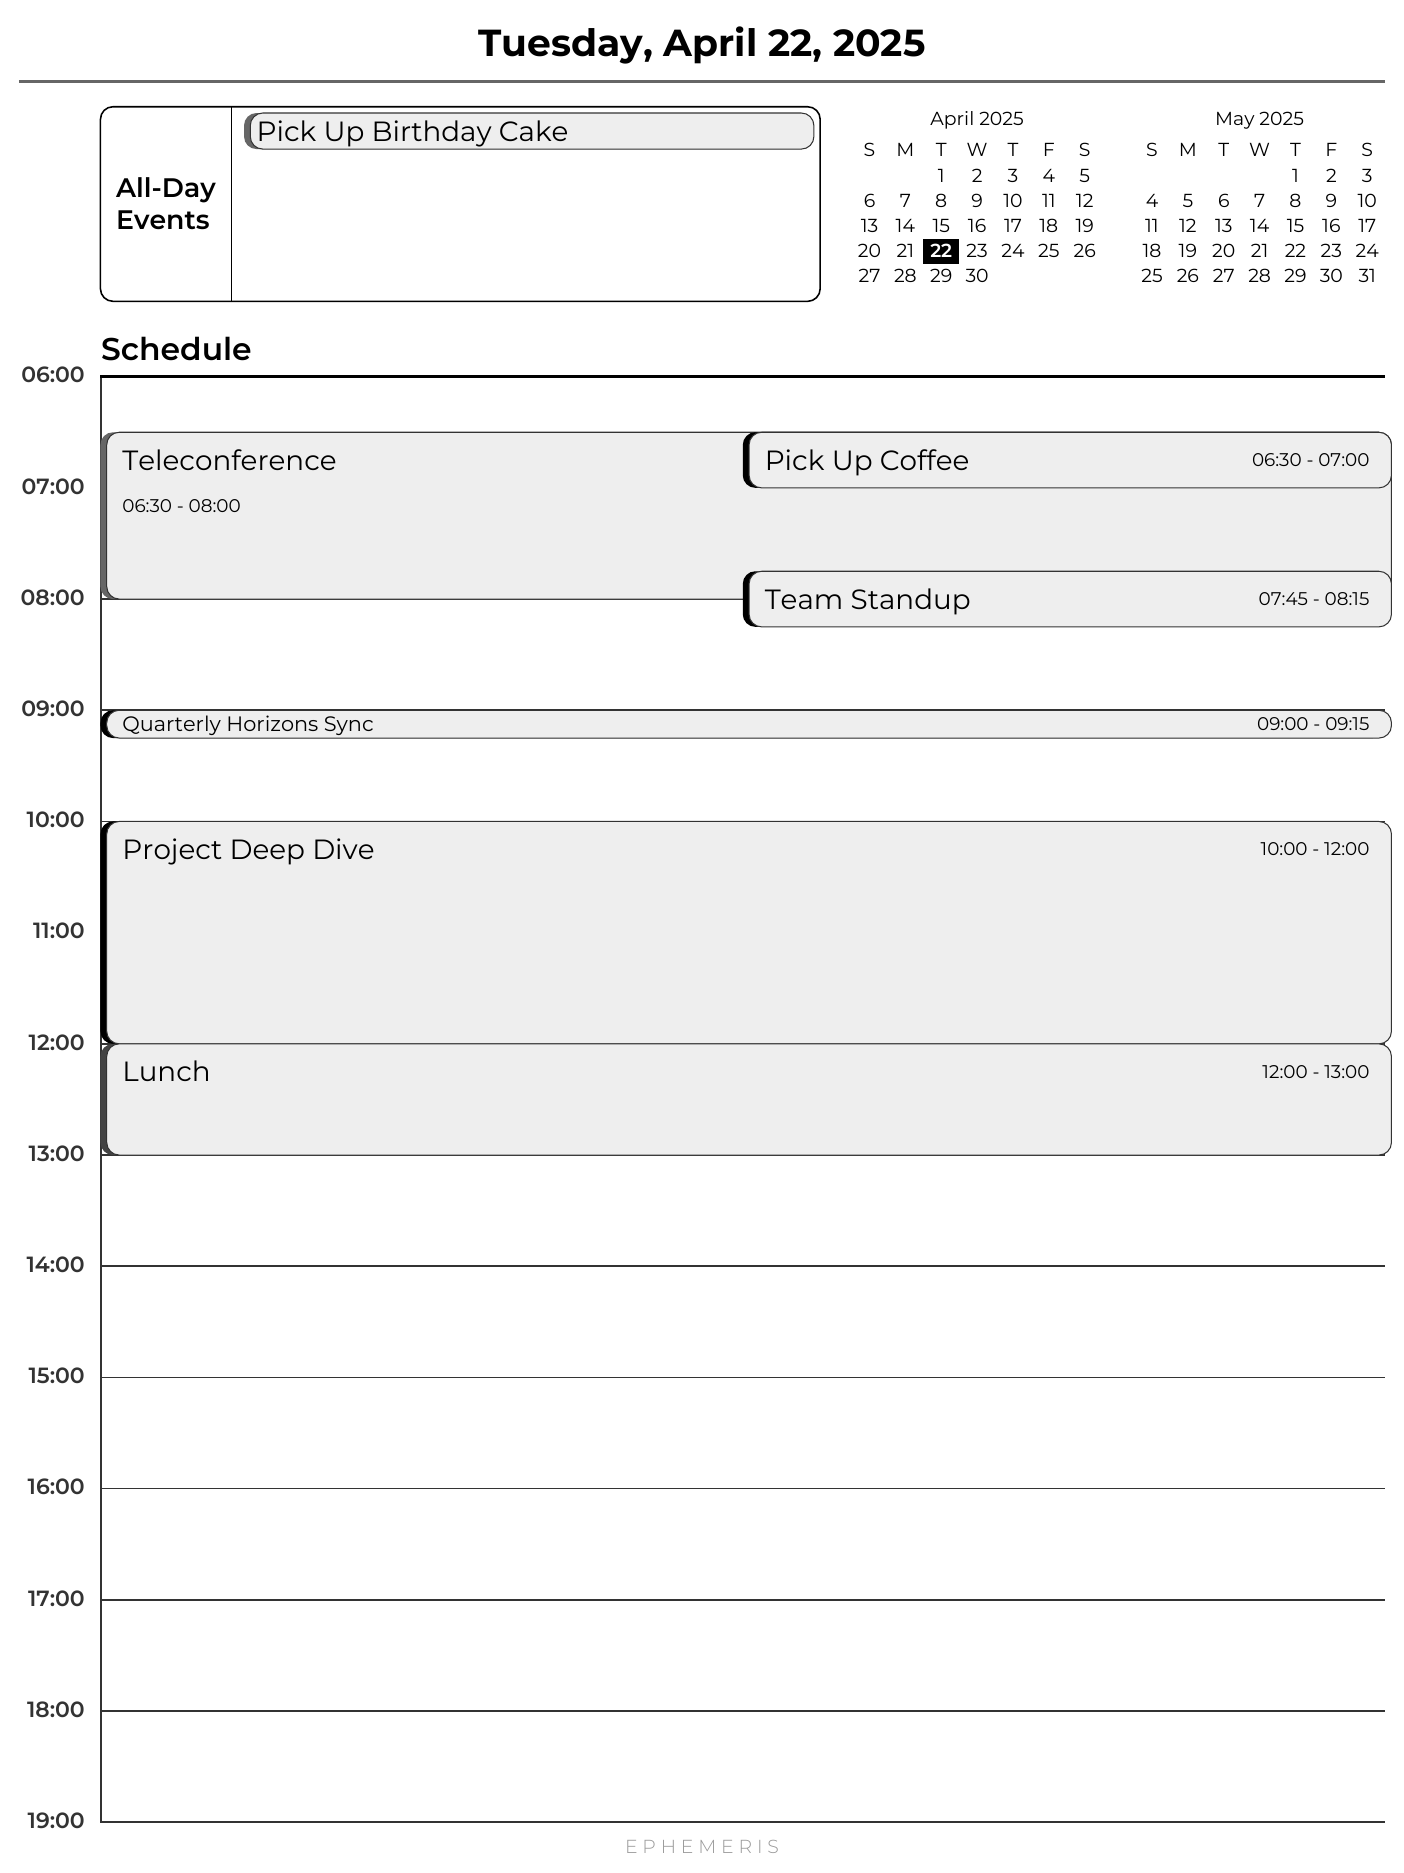 Tuesday, April 22, 2025
All-Day
Events
Pick Up Birthday Cake
April 2025
S M T W T F S
1 2 3 4 5
6 7 8 9 10 11 12
13 14 15 16 17 18 19
20 21 22 23 24 25 26
27 28 29 30
May 2025
S M T W T F S
1 2 3
4 5 6 7 8 9 10
11 12 13 14 15 16 17
18 19 20 21 22 23 24
25 26 27 28 29 30 31
Schedule
06:00
Teleconference
06:30 - 08:00
Pick Up Coffee 06:30 - 07:00
07:00
Team Standup 07:45 - 08:15
08:00
09:00
Quarterly Horizons Sync 09:00 - 09:15
10:00
Project Deep Dive 10:00 - 12:00
11:00
12:00
Lunch 12:00 - 13:00
13:00
14:00
15:00
16:00
17:00
18:00
19:00
EPHEMERIS